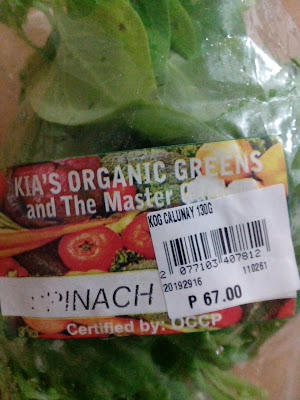 KIA'S ORGANIC GREENS
and The Master
KOG CALUNAY 130G
2 077103 407812
20192916 110261
₱ 67.00
SPINACH
Certified by: OCCP